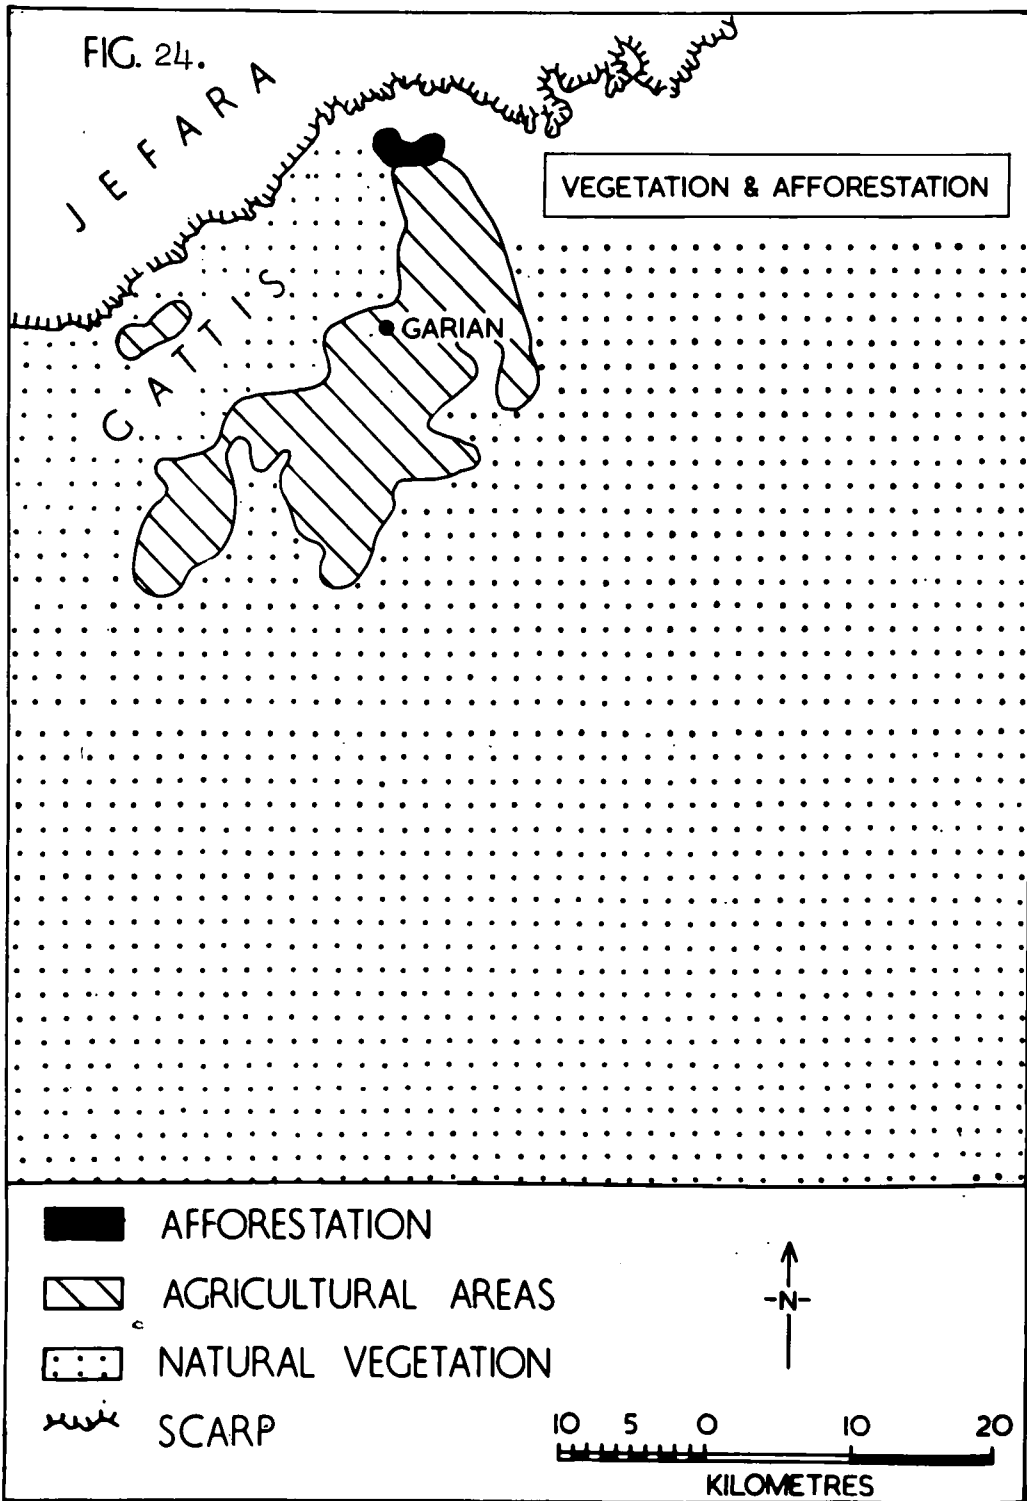 FIG. 24.
JEFARA
VEGETATION & AFFORESTATION
GATTIS
GARIAN
AFFORESTATION
AGRICULTURAL AREAS
NATURAL VEGETATION
SCARP
-N-
10 5 0 10 20
KILOMETRES